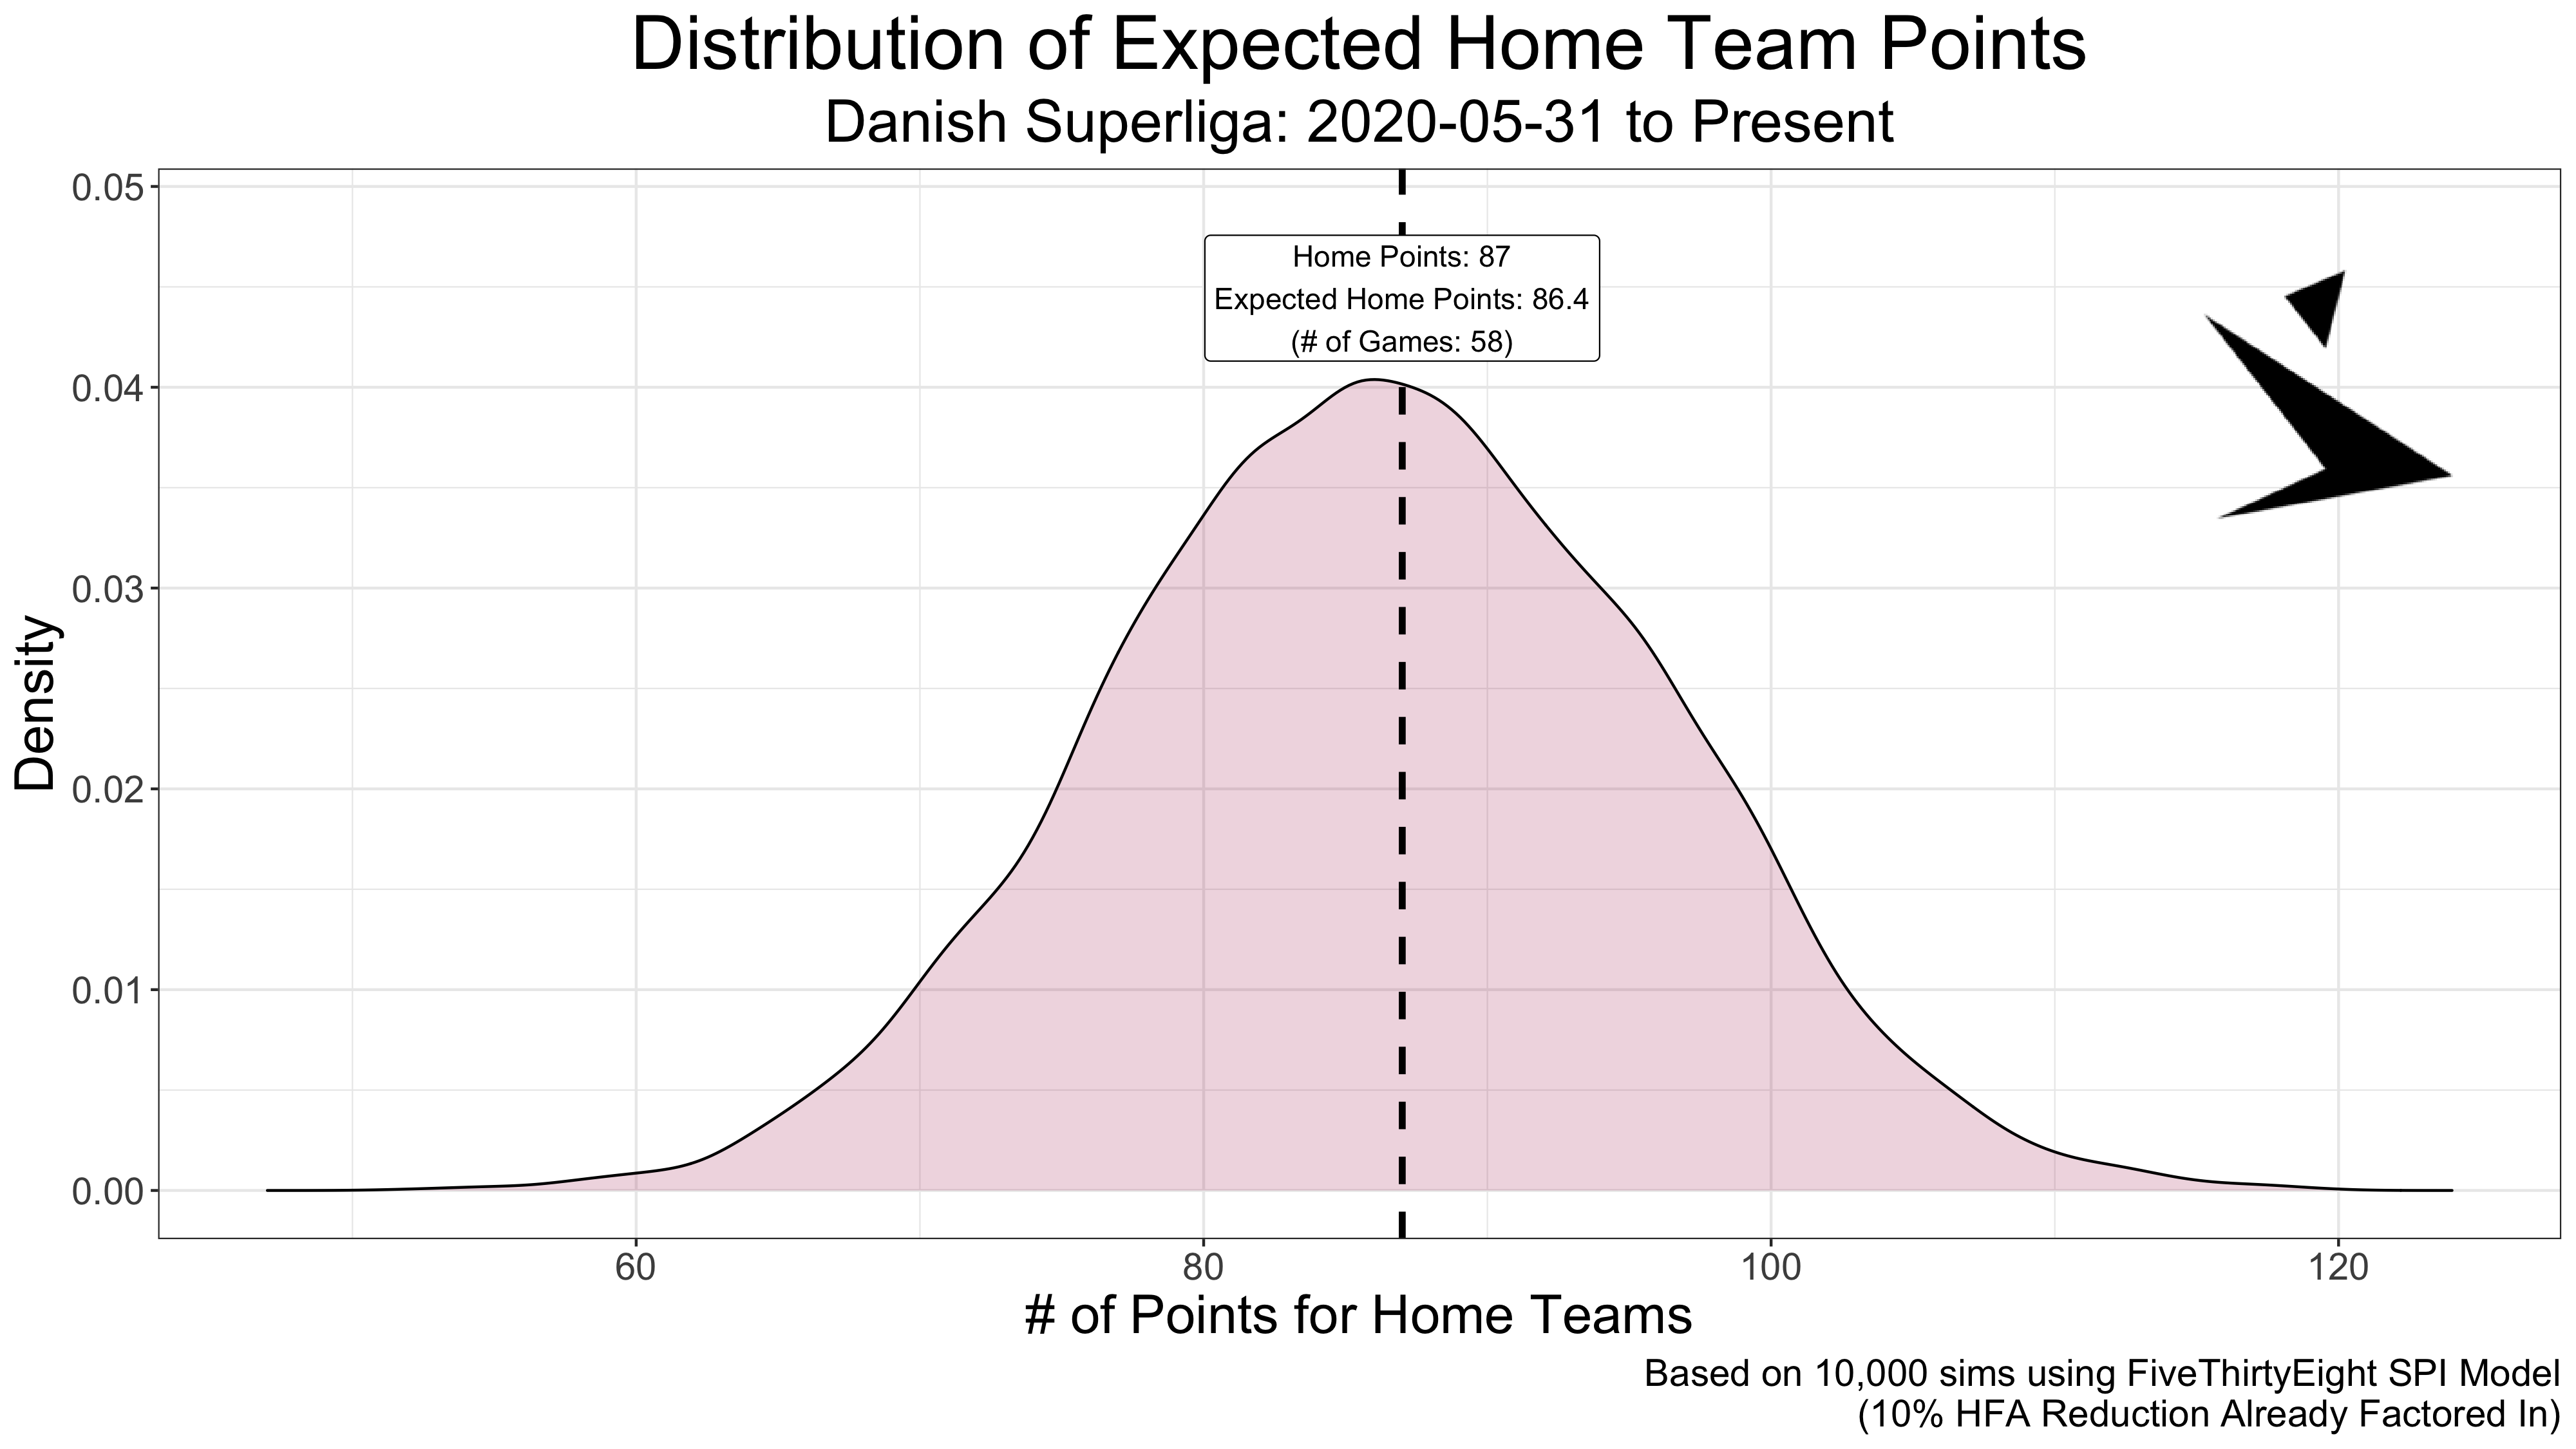 Distribution of Expected Home Team Points
Danish Superliga: 2020-05-31 to Present
Home Points: 87
Expected Home Points: 86.4
(# of Games: 58)
Density
0.05
0.04
0.03
0.02
0.01
0.00
60 80 100 120
# of Points for Home Teams
Based on 10,000 sims using FiveThirtyEight SPI Model
(10% HFA Reduction Already Factored In)